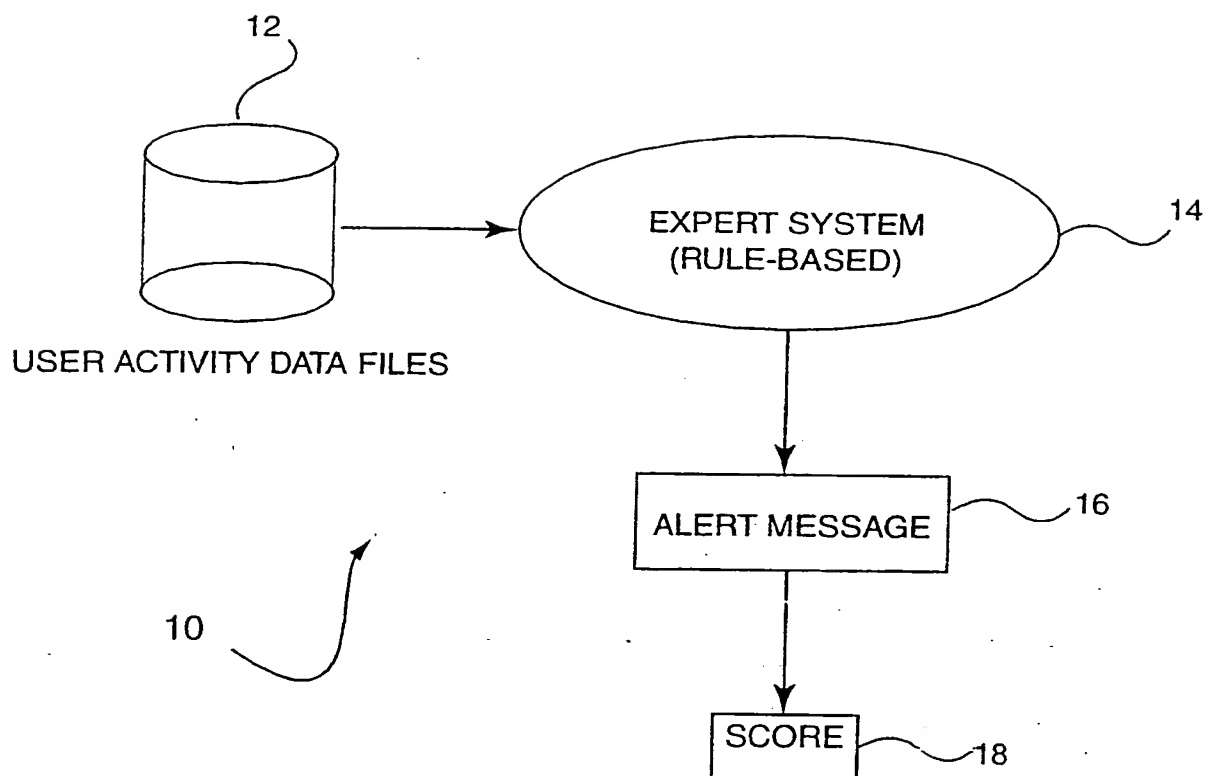 12
EXPERT SYSTEM
(RULE-BASED)
14
USER ACTIVITY DATA FILES
ALERT MESSAGE
16
10
SCORE
18